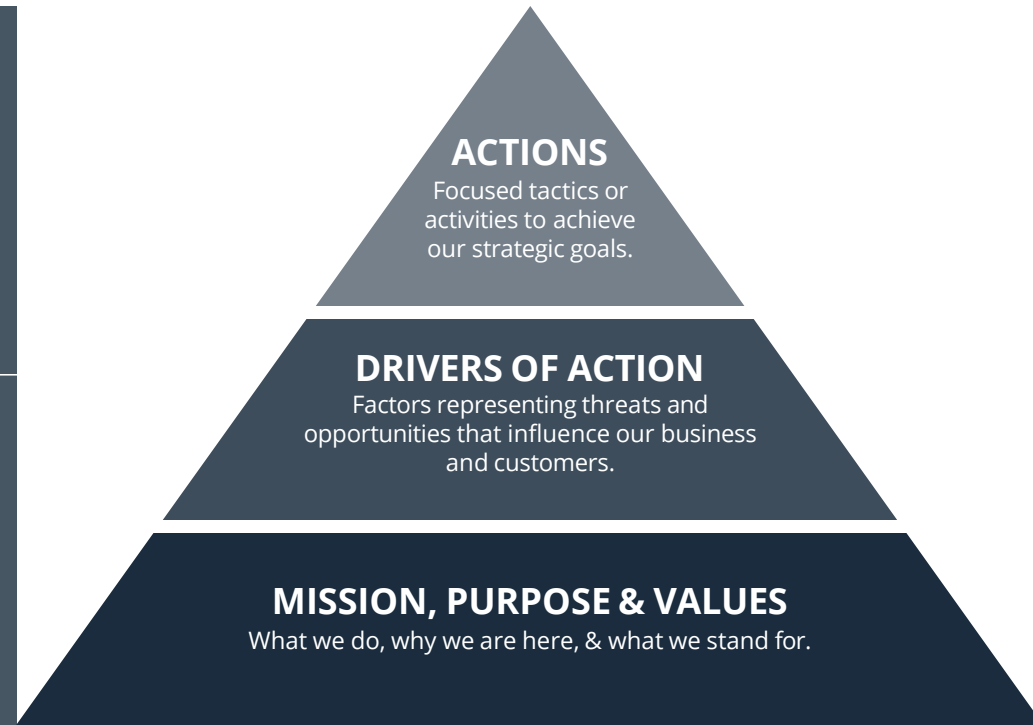 ACTIONS
Focused tactics or
activities to achieve
our strategic goals.
DRIVERS OF ACTION
Factors representing threats and
opportunities that influence our business
and customers.
MISSION, PURPOSE & VALUES
What we do, why we are here, & what we stand for.